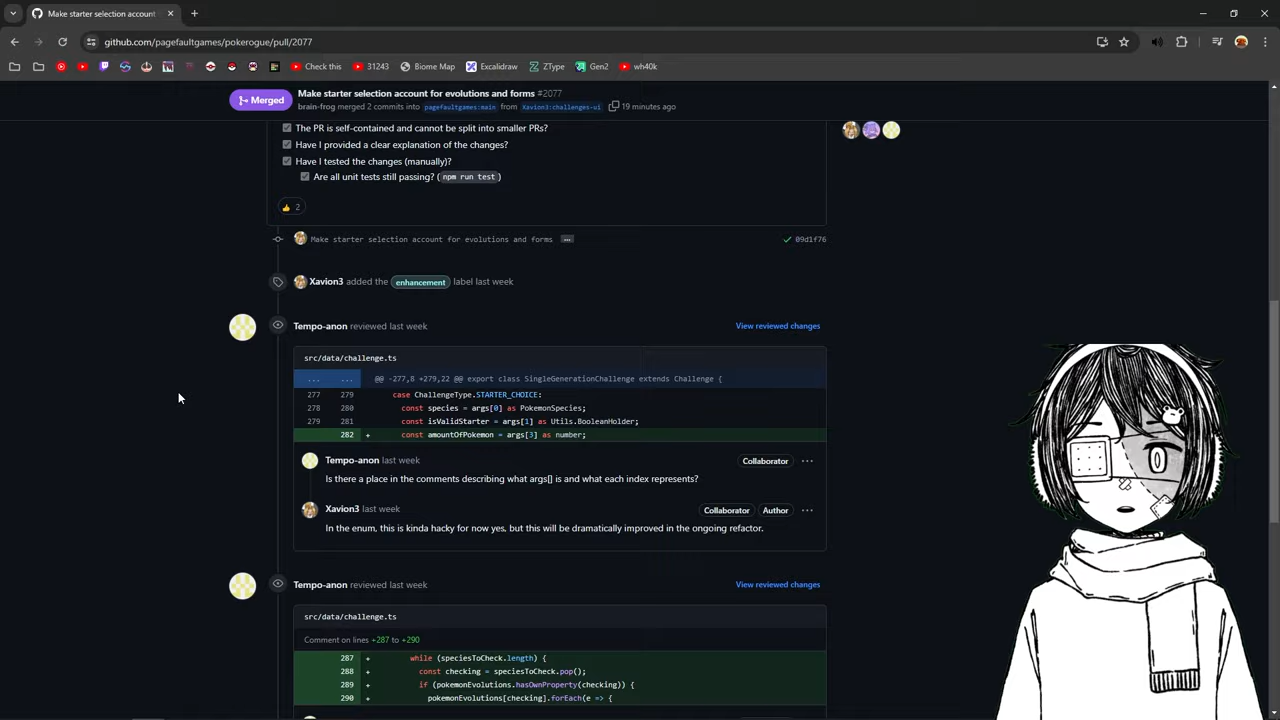 Make starter selection account
github.com/pagefaultgames/pokerogue/pull/2077
Check this
31243
Biome Map
Excalidraw
ZType
Gen2
wh40k
Merged
Make starter selection account for evolutions and forms #2077
brain-frog merged 2 commits into pagefaultgames:main from Xavion3:challenges-ui 19 minutes ago
The PR is self-contained and cannot be split into smaller PRs?
Have I provided a clear explanation of the changes?
Have I tested the changes (manually)?
Are all unit tests still passing? (npm run test)
👍 2
Make starter selection account for evolutions and forms ... 09d1f76
Xavion3 added the enhancement label last week
Tempo-anon reviewed last week View reviewed changes
src/data/challenge.ts
... ... @@ -277,8 +279,22 @@ export class SingleGenerationChallenge extends Challenge {
277 279 case ChallengeType.STARTER_CHOICE:
278 280 const species = args[0] as PokemonSpecies;
279 281 const isValidStarter = args[1] as Utils.BooleanHolder;
282 + const amountOfPokemon = args[3] as number;
Tempo-anon last week Collaborator ...
Is there a place in the comments describing what args[] is and what each index represents?
Xavion3 last week Collaborator Author ...
In the enum, this is kinda hacky for now yes, but this will be dramatically improved in the ongoing refactor.
Tempo-anon reviewed last week View reviewed changes
src/data/challenge.ts
Comment on lines +287 to +290
287 + while (speciesToCheck.length) {
288 + const checking = speciesToCheck.pop();
289 + if (pokemonEvolutions.hasOwnProperty(checking)) {
290 + pokemonEvolutions[checking].forEach(e => {